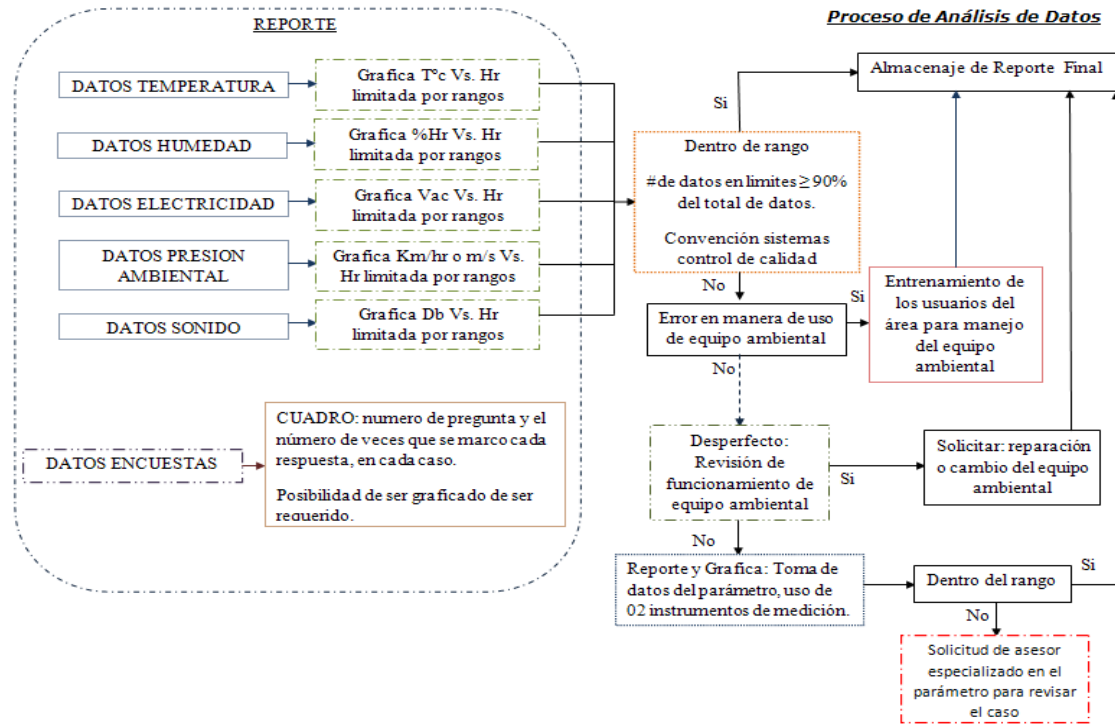 Proceso de Análisis de Datos
REPORTE
DATOS TEMPERATURA
Grafica Tºc Vs. Hr
limitada por rangos
DATOS HUMEDAD
Grafica %Hr Vs. Hr
limitada por rangos
DATOS ELECTRICIDAD
Grafica Vac Vs. Hr
limitada por rangos
DATOS PRESION
AMBIENTAL
Grafica Km/hr o m/s Vs.
Hr limitada por rangos
DATOS SONIDO
Grafica Db Vs. Hr
limitada por rangos
DATOS ENCUESTAS
CUADRO: numero de pregunta y el
número de veces que se marco cada
respuesta, en cada caso.
Posibilidad de ser graficado de ser
requerido.
Almacenaje de Reporte Final
Si
Dentro de rango
# de datos en limites ≥ 90%
del total de datos.
Convención sistemas
control de calidad
No
Error en manera de uso
de equipo ambiental
Si
Entrenamiento de
los usuarios del
área para manejo
del equipo
ambiental
No
Desperfecto:
Revisión de
funcionamiento de
equipo ambiental
Si
Solicitar: reparación
o cambio del equipo
ambiental
No
Reporte y Grafica: Toma de
datos del parámetro, uso de
02 instrumentos de medición.
Dentro del rango
Si
No
Solicitud de asesor
especializado en el
parámetro para revisar
el caso